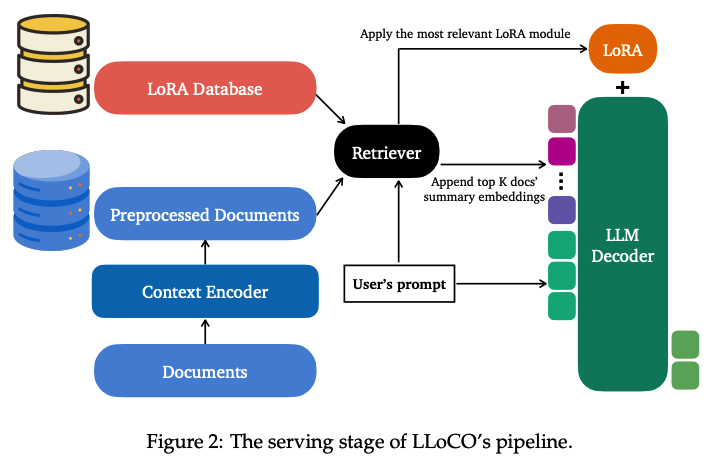 Apply the most relevant LoRA module
LoRA
LoRA Database
+
Retriever
Append top K docs'
summary embeddings
Preprocessed Documents
LLM
Decoder
User's prompt
Context Encoder
Documents
Figure 2: The serving stage of LLoCO's pipeline.